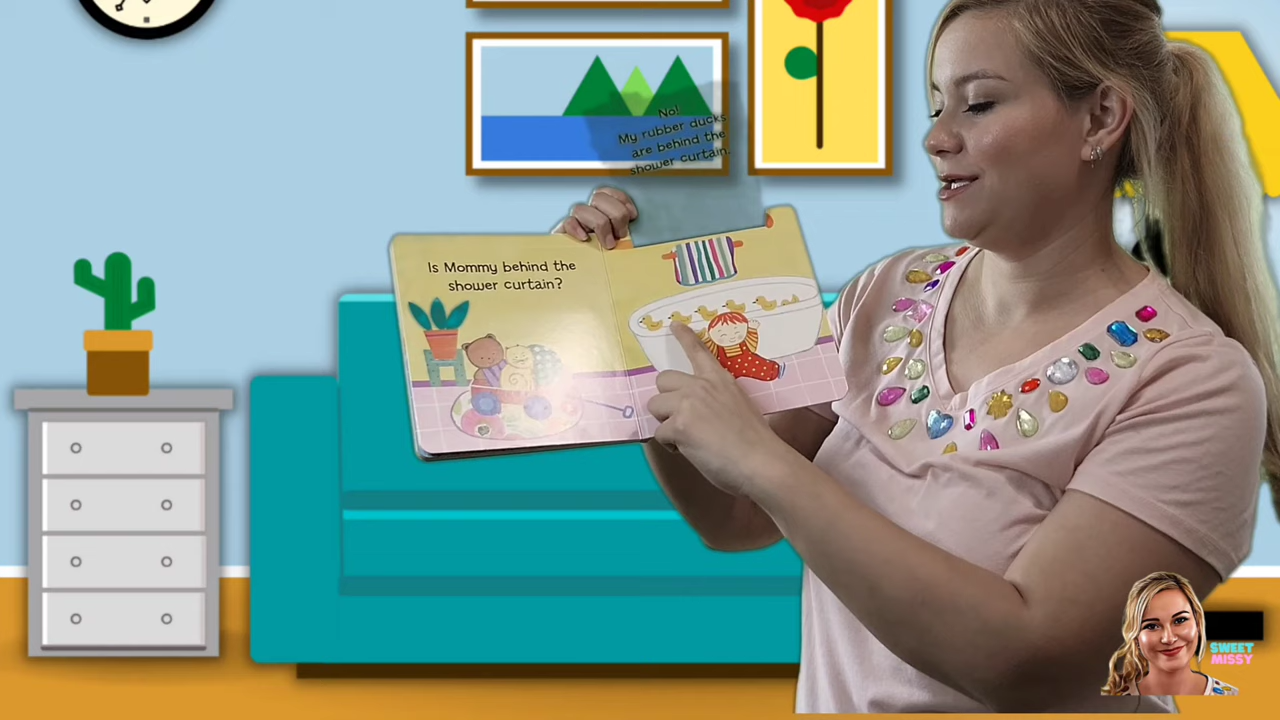 No!
My rubber ducks
are behind the
shower curtain.
Is Mommy behind the
shower curtain?
SWEET
MISSY